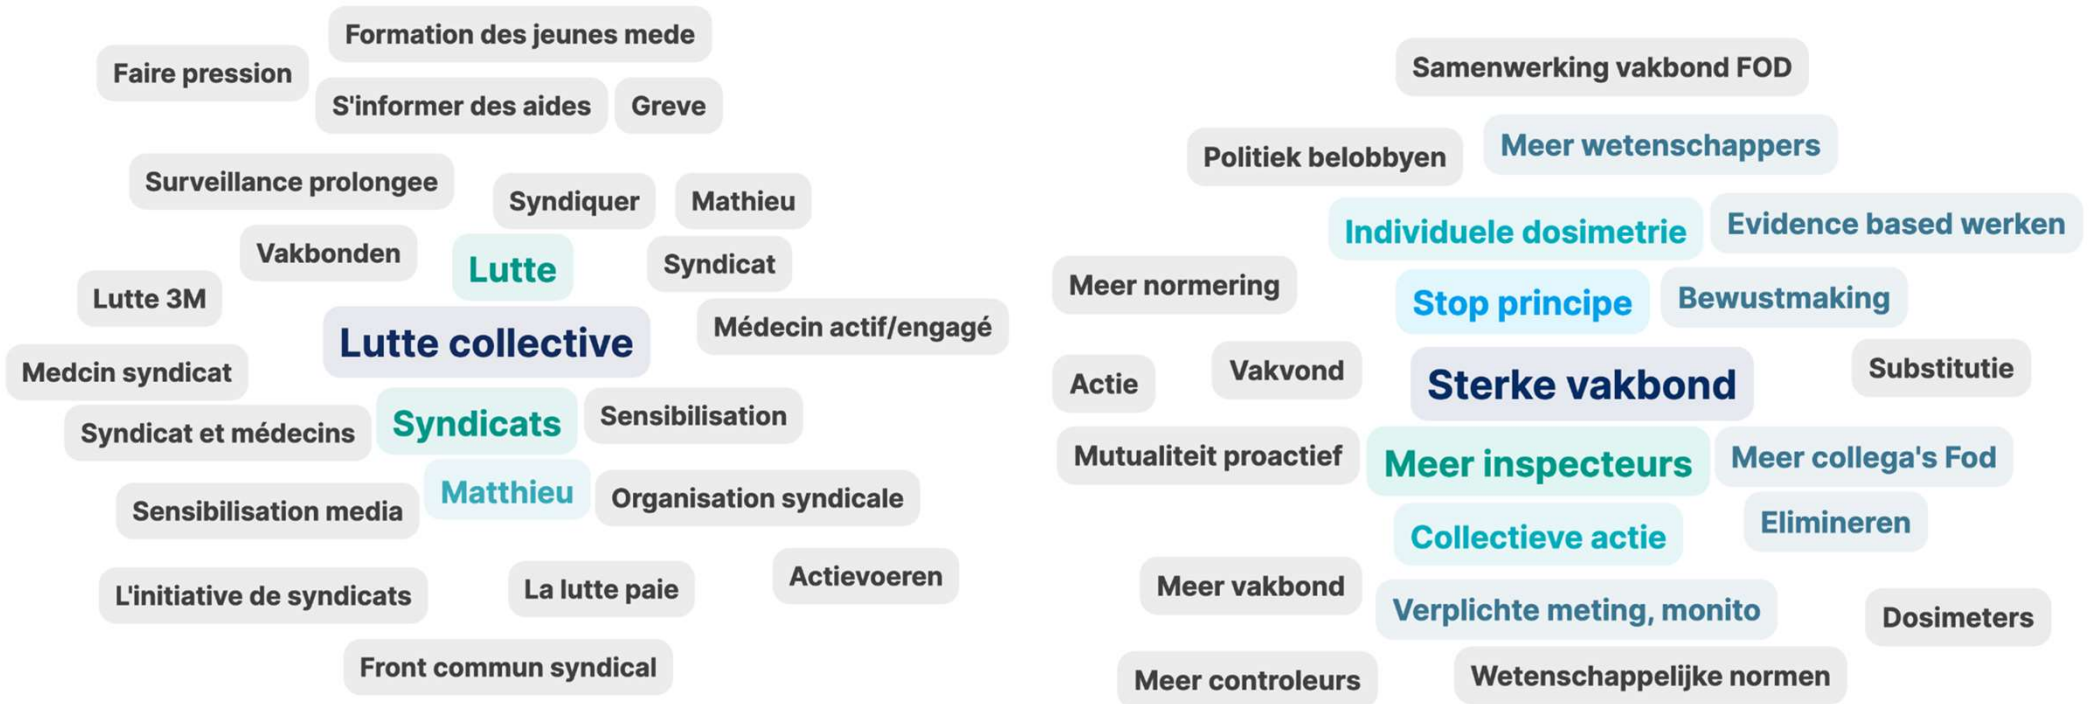 Formation des jeunes mede
Faire pression
S'informer des aides
Greve
Surveillance prolongee
Syndiquer
Mathieu
Vakbonden
Lutte
Syndicat
Lutte 3M
Médecin actif/engagé
Lutte collective
Medcin syndicat
Syndicat et médecins
Syndicats
Sensibilisation
Matthieu
Sensibilisation media
Organisation syndicale
L'initiative de syndicats
La lutte paie
Actievoeren
Front commun syndical
Samenwerking vakbond FOD
Politiek belobbyen
Meer wetenschappers
Individuele dosimetrie
Evidence based werken
Meer normering
Stop principe
Bewustmaking
Actie
Vakvond
Sterke vakbond
Substitutie
Mutualiteit proactief
Meer inspecteurs
Meer collega's Fod
Collectieve actie
Elimineren
Meer vakbond
Verplichte meting, monito
Dosimeters
Meer controleurs
Wetenschappelijke normen